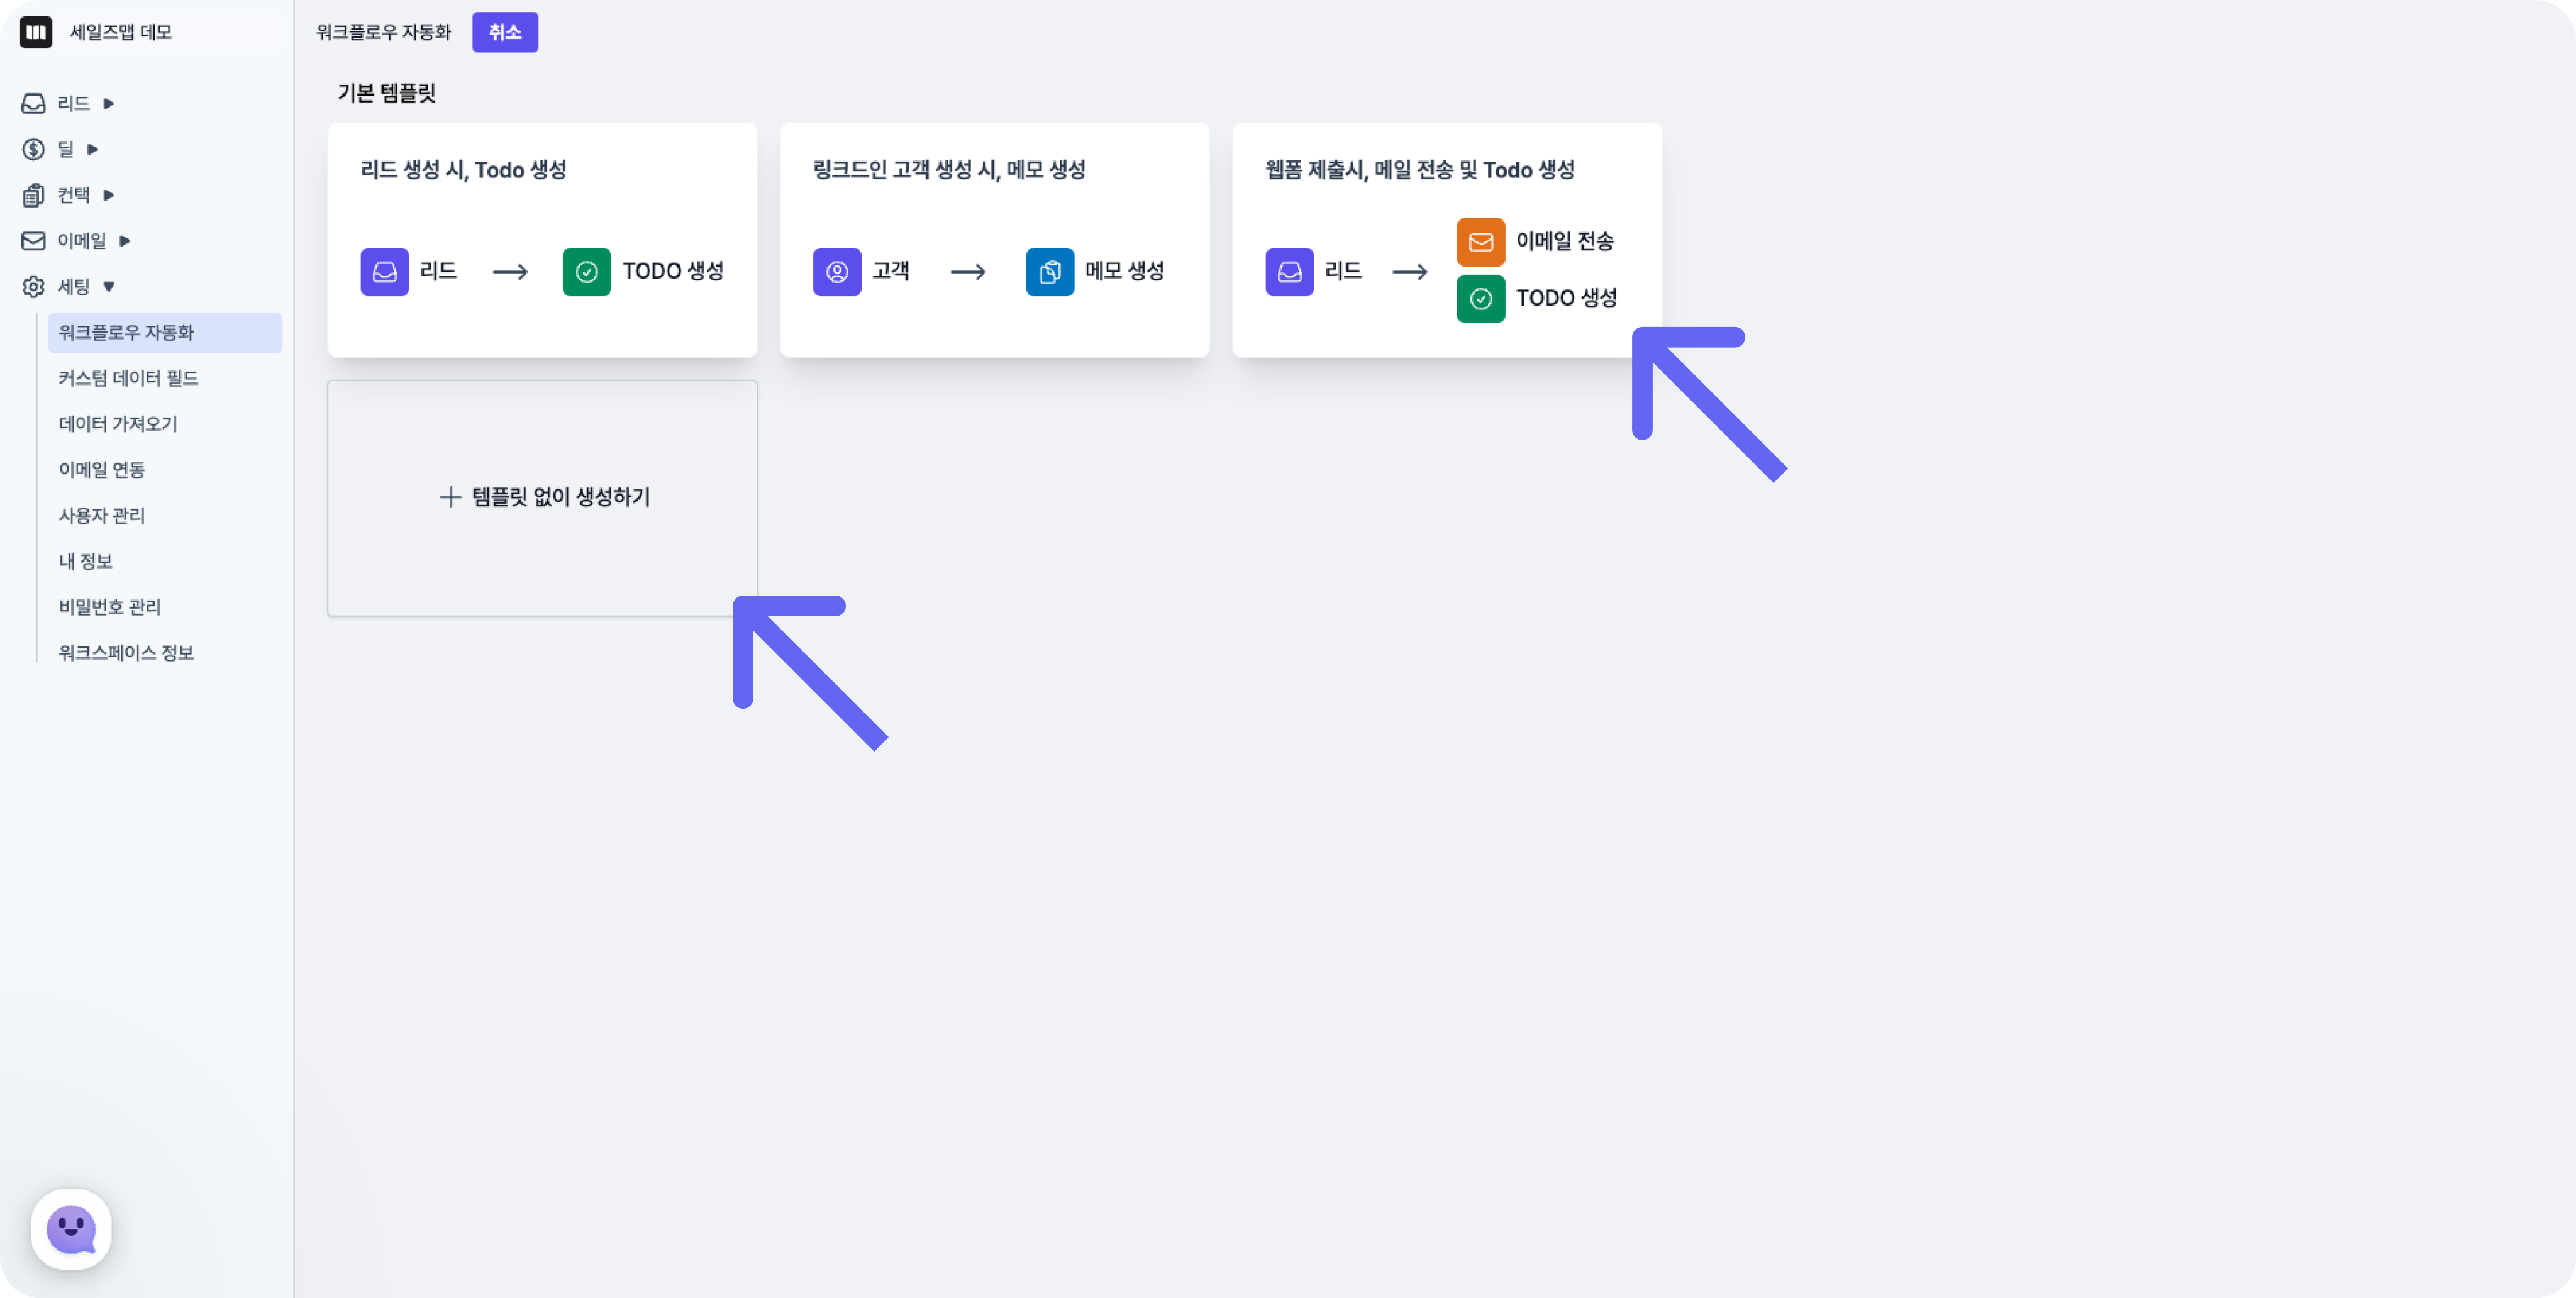 세일즈맵 데모
리드
딜
컨택
이메일
세팅
워크플로우 자동화
커스텀 데이터 필드
데이터 가져오기
이메일 연동
사용자 관리
내 정보
비밀번호 관리
워크스페이스 정보
워크플로우 자동화 취소
기본 템플릿
리드 생성 시, Todo 생성
리드 → TODO 생성
링크드인 고객 생성 시, 메모 생성
고객 → 메모 생성
웹폼 제출시, 메일 전송 및 Todo 생성
리드 → 이메일 전송
TODO 생성
+ 템플릿 없이 생성하기